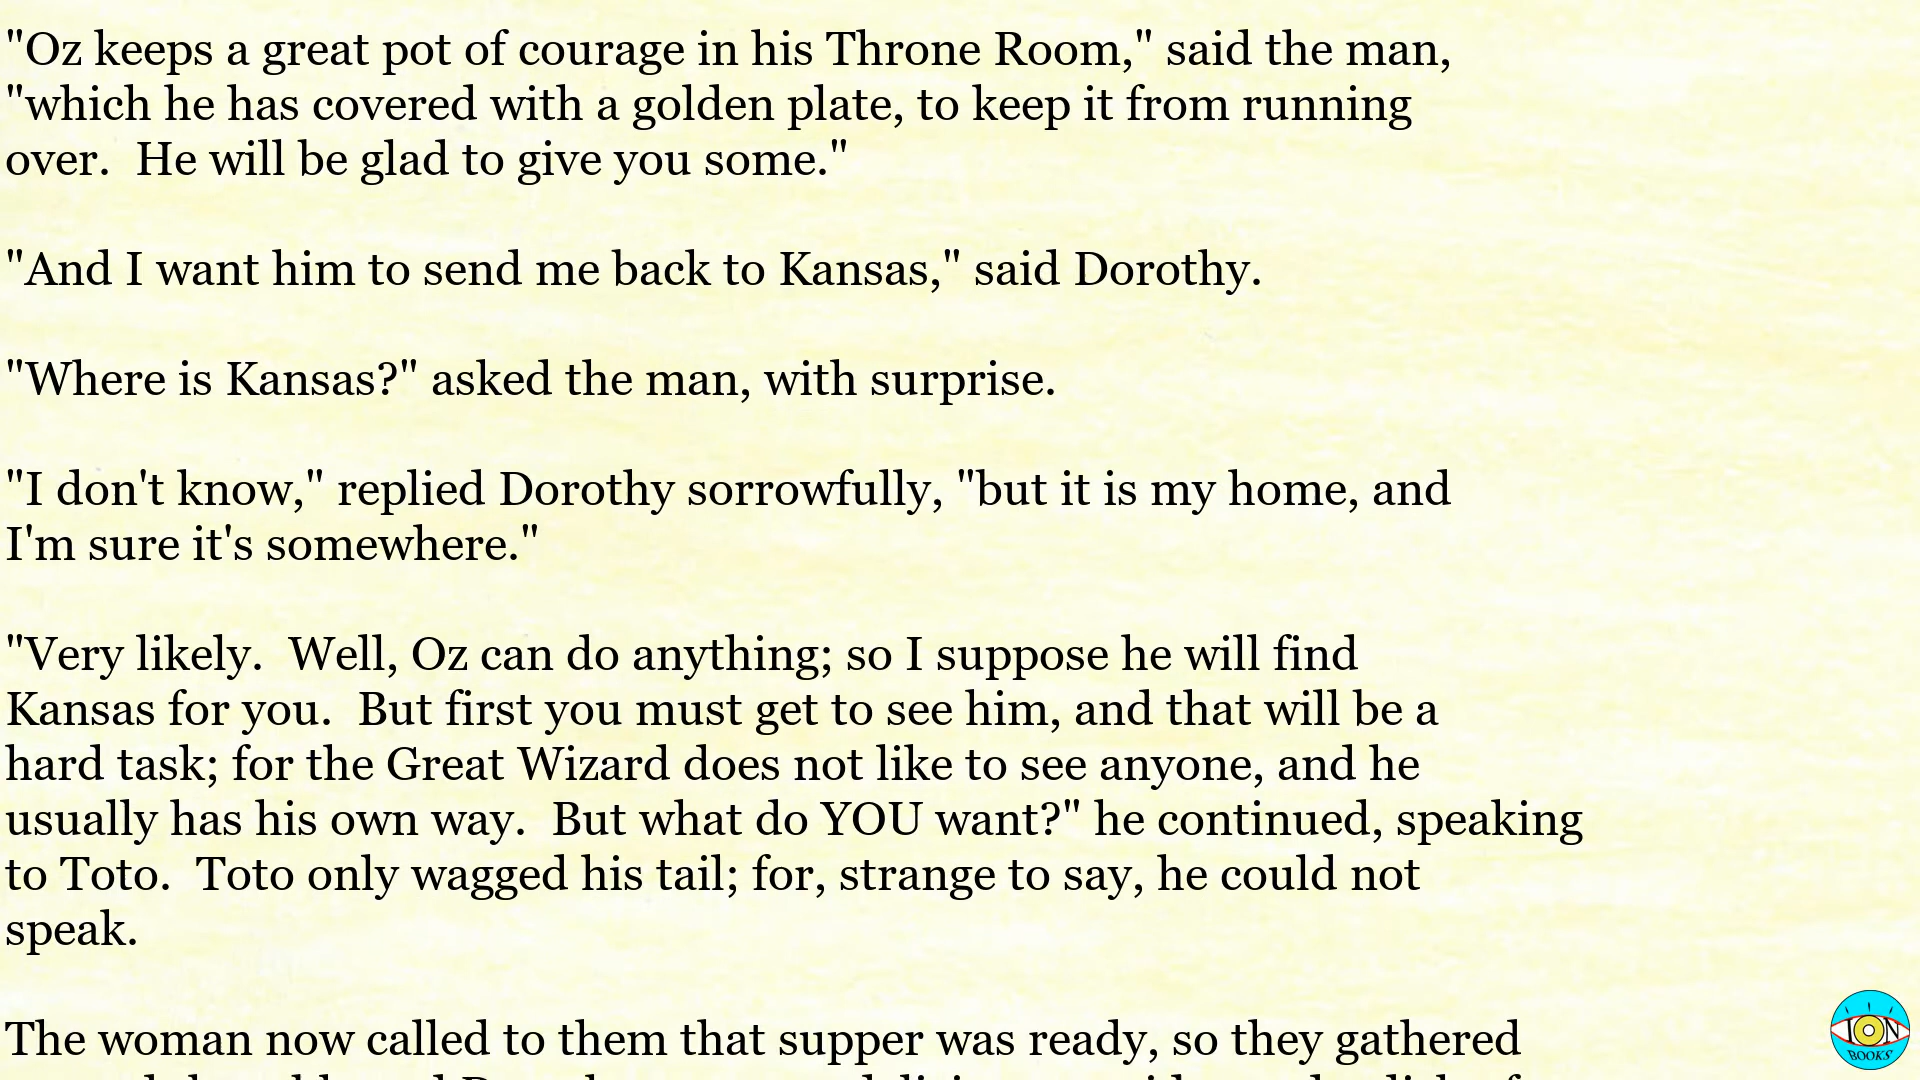 "Oz keeps a great pot of courage in his Throne Room," said the man,
"which he has covered with a golden plate, to keep it from running
over.  He will be glad to give you some."
"And I want him to send me back to Kansas," said Dorothy.
"Where is Kansas?" asked the man, with surprise.
"I don't know," replied Dorothy sorrowfully, "but it is my home, and
I'm sure it's somewhere."
"Very likely.  Well, Oz can do anything; so I suppose he will find
Kansas for you.  But first you must get to see him, and that will be a
hard task; for the Great Wizard does not like to see anyone, and he
usually has his own way.  But what do YOU want?" he continued, speaking
to Toto.  Toto only wagged his tail; for, strange to say, he could not
speak.
The woman now called to them that supper was ready, so they gathered
ION
BOOKS